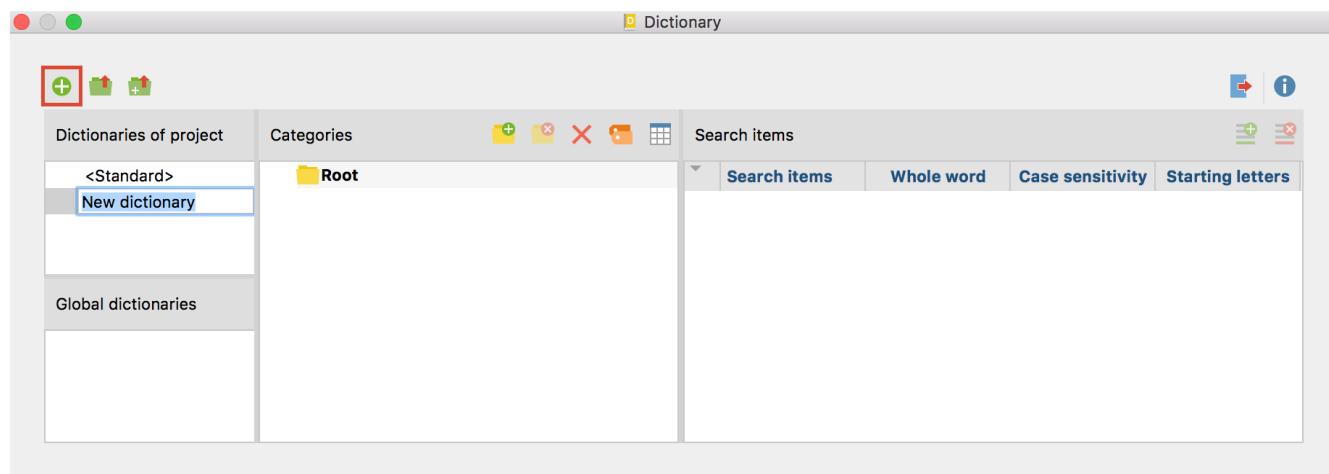 Dictionary
Dictionaries of project
Categories
Search items
<Standard>
New dictionary
Root
Search items Whole word Case sensitivity Starting letters
Global dictionaries